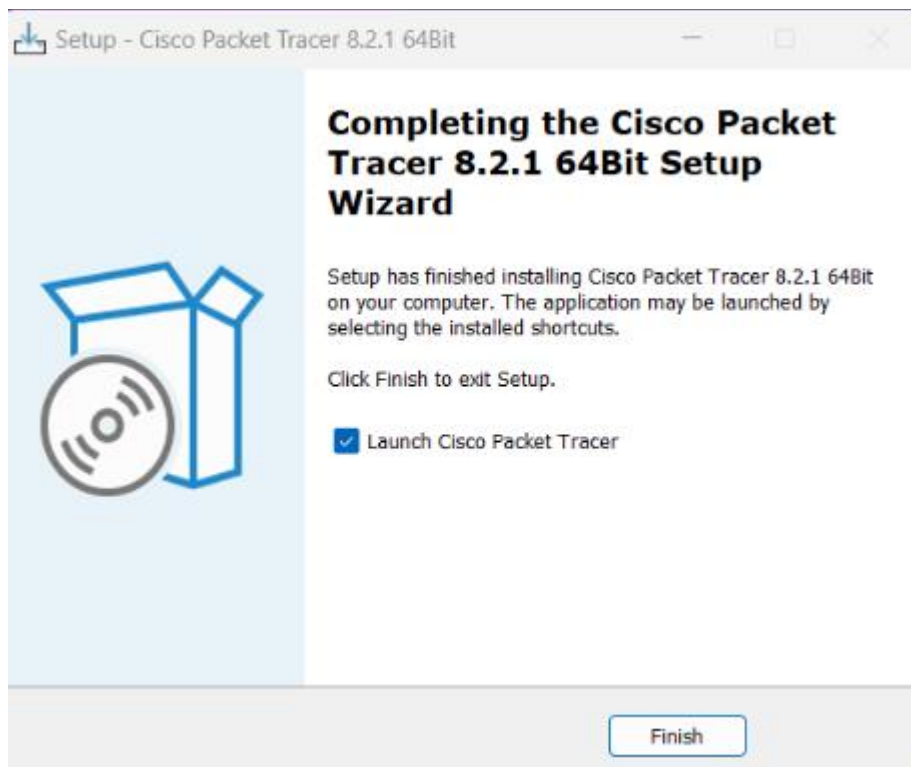 Setup - Cisco Packet Tracer 8.2.1 64Bit
Completing the Cisco Packet
Tracer 8.2.1 64Bit Setup
Wizard
Setup has finished installing Cisco Packet Tracer 8.2.1 64Bit
on your computer. The application may be launched by
selecting the installed shortcuts.
Click Finish to exit Setup.
Launch Cisco Packet Tracer
Finish